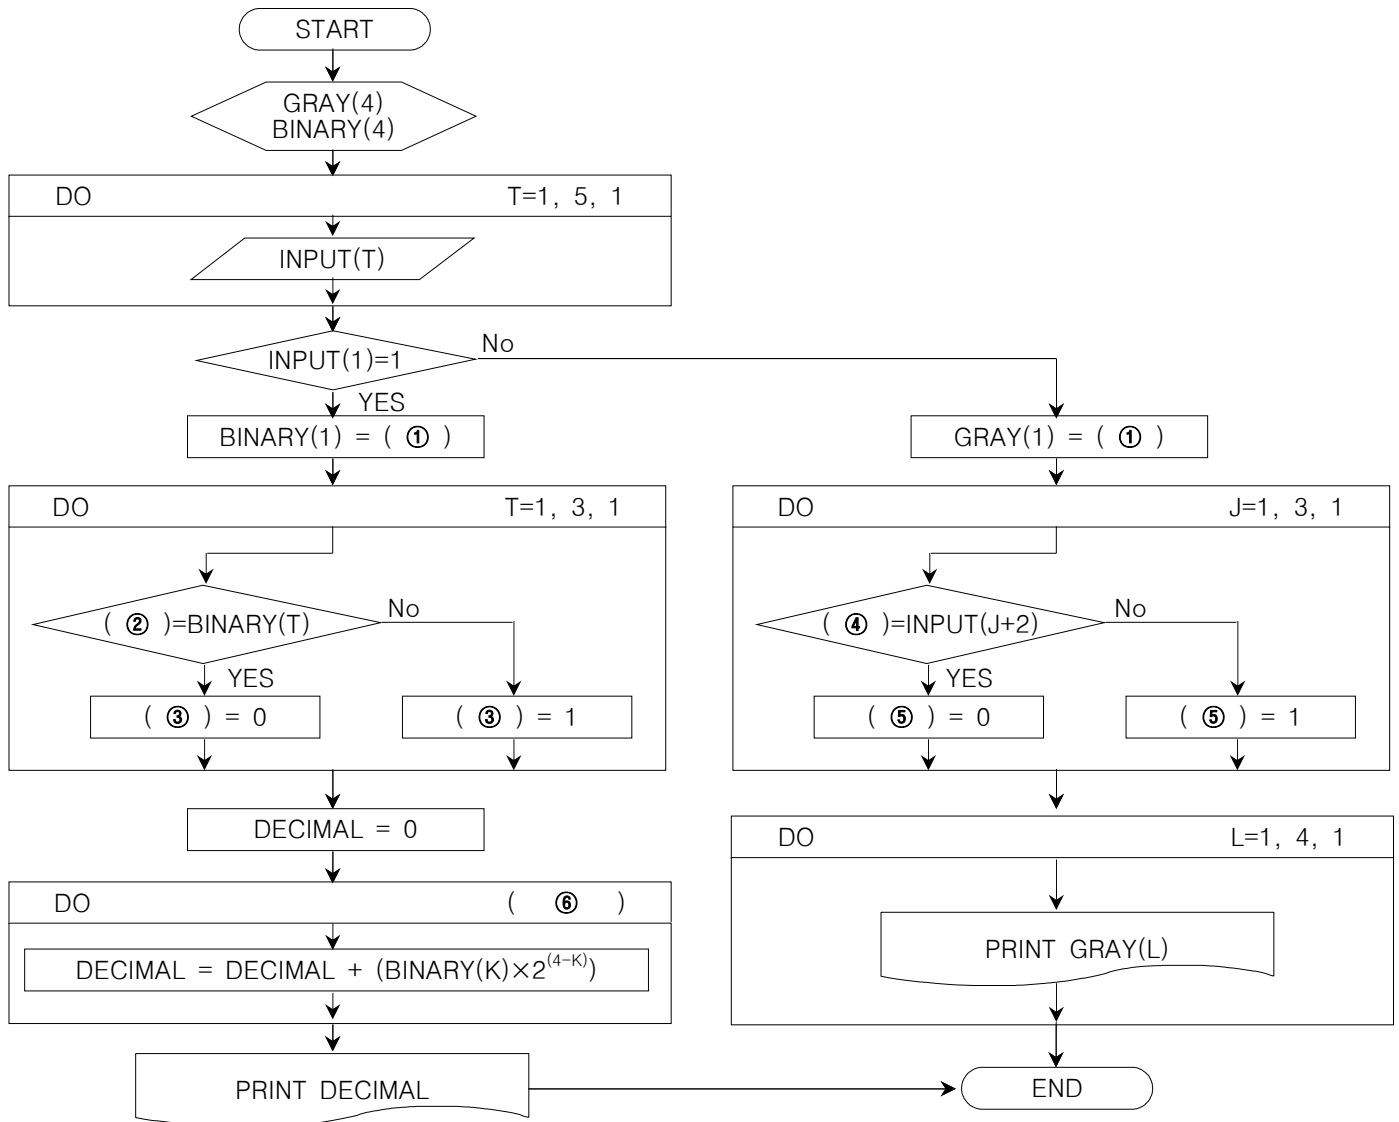 START
GRAY(4)
BINARY(4)
DO T=1, 5, 1
INPUT(T)
INPUT(1)=1
No
YES
BINARY(1) = ( ① )
DO T=1, 3, 1
( ② )=BINARY(T)
No
YES
( ③ ) = 0
( ③ ) = 1
DECIMAL = 0
DO ( ⑥ )
DECIMAL = DECIMAL + (BINARY(K)×2^(4-K))
PRINT DECIMAL
GRAY(1) = ( ① )
DO J=1, 3, 1
( ④ )=INPUT(J+2)
No
YES
( ⑤ ) = 0
( ⑤ ) = 1
DO L=1, 4, 1
PRINT GRAY(L)
END